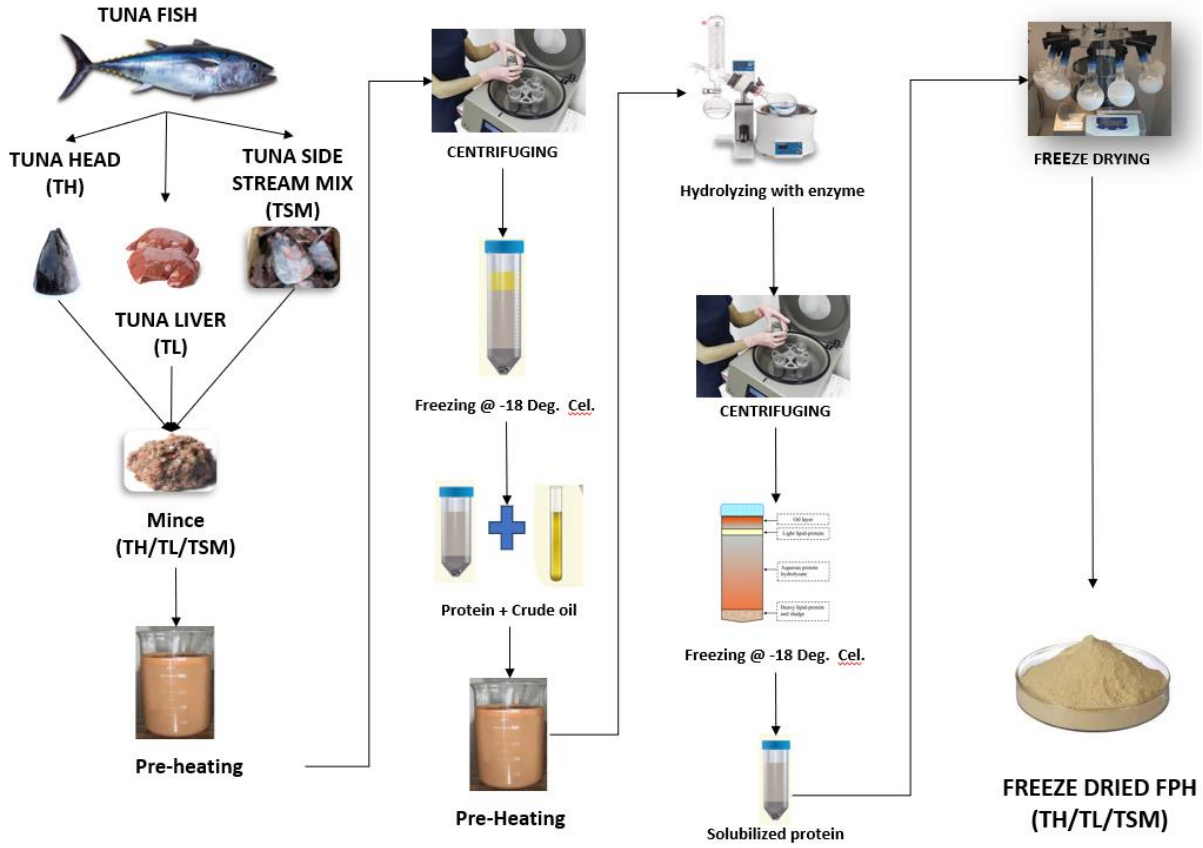 TUNA FISH
TUNA HEAD
(TH)
TUNA SIDE
STREAM MIX
(TSM)
TUNA LIVER
(TL)
Mince
(TH/TL/TSM)
Pre-heating
CENTRIFUGING
Freezing @ -18 Deg. Cel.
Protein + Crude oil
Pre-Heating
Hydrolyzing with enzyme
CENTRIFUGING
Oil layer
Light lipid-protein
Aqueous protein
hydrolyzate
Heavy lipid-protein
and sludge
Freezing @ -18 Deg. Cel.
Solubilized protein
FREEZE DRYING
FREEZE DRIED FPH
(TH/TL/TSM)